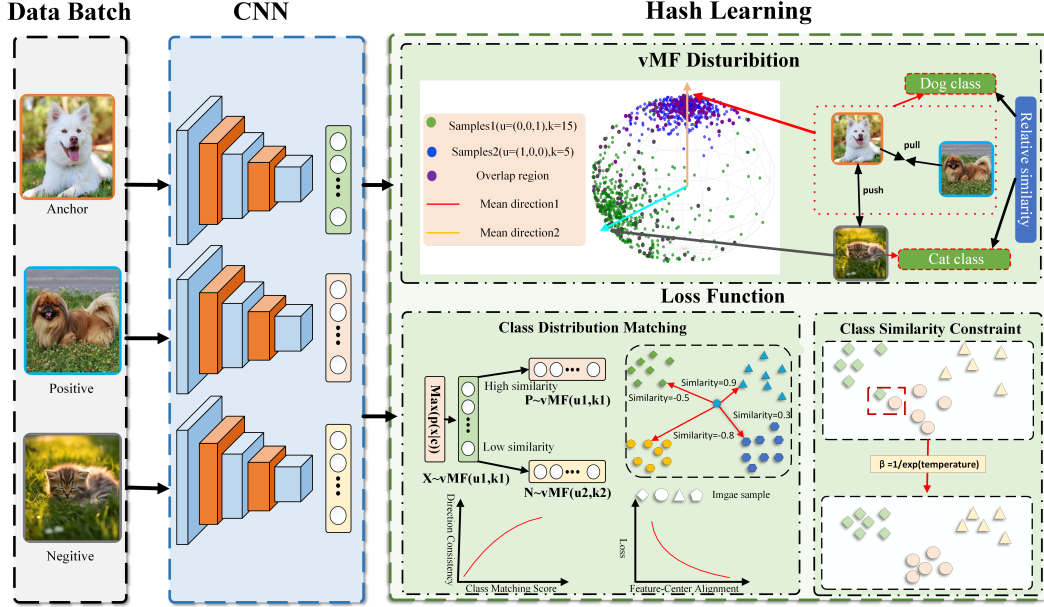 Data Batch
CNN
Hash Learning
Anchor
Positive
Negitive
vMF Disturibition
Samples1(u=(0,0,1),k=15)
Samples2(u=(1,0,0),k=5)
Overlap region
Mean direction1
Mean direction2
Dog class
pull
push
Cat class
Relative similarity
Loss Function
Class Distribution Matching
Max(p(x|c))
High similarity
P~vMF(u1,k1)
Low similarity
X~vMF(u1,k1)
N~vMF(u2,k2)
Simlarity=0.9
Similarity=-0.5
Similarity=0.3
Similarity=-0.8
Imgae sample
Direction Consistency
Class Matching Score
Loss
Feature-Center Alignment
Class Similarity Constraint
β =1/exp(temperature)